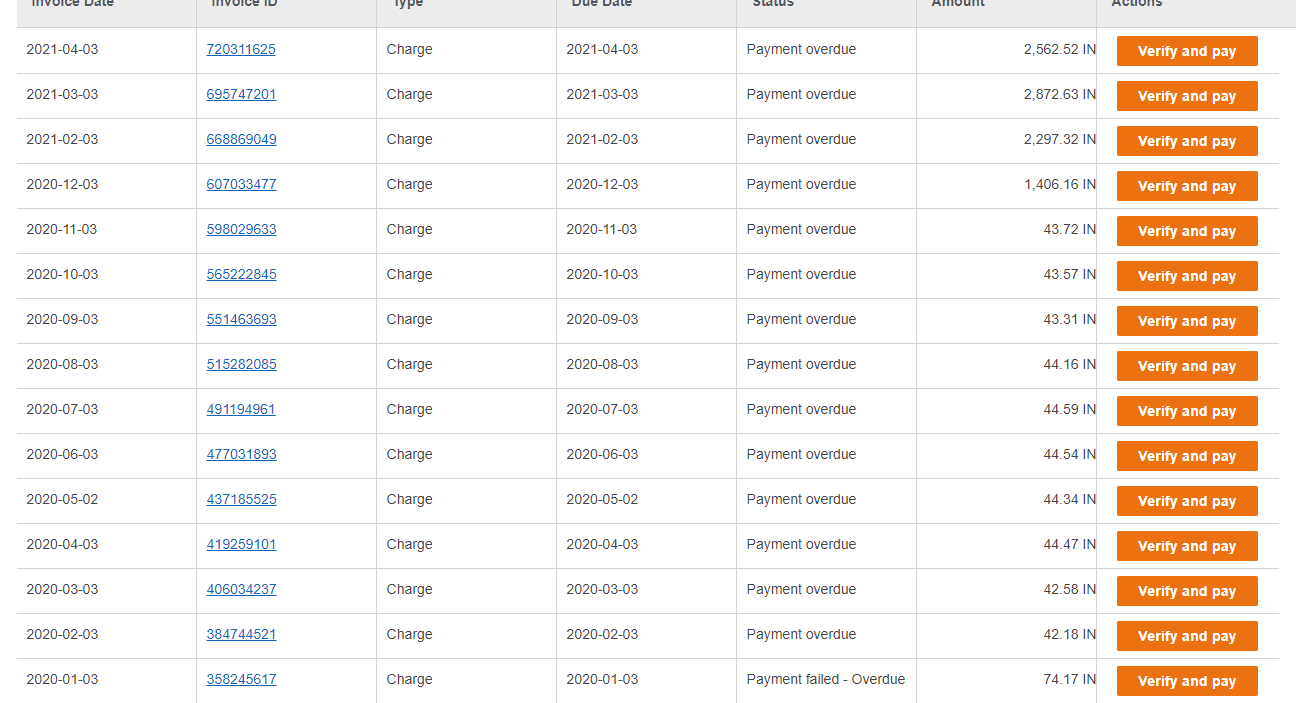 Invoice Date Invoice ID Type Due Date Status Amount Actions
2021-04-03 720311625 Charge 2021-04-03 Payment overdue 2,562.52 IN Verify and pay
2021-03-03 695747201 Charge 2021-03-03 Payment overdue 2,872.63 IN Verify and pay
2021-02-03 668869049 Charge 2021-02-03 Payment overdue 2,297.32 IN Verify and pay
2020-12-03 607033477 Charge 2020-12-03 Payment overdue 1,406.16 IN Verify and pay
2020-11-03 598029633 Charge 2020-11-03 Payment overdue 43.72 IN Verify and pay
2020-10-03 565222845 Charge 2020-10-03 Payment overdue 43.57 IN Verify and pay
2020-09-03 551463693 Charge 2020-09-03 Payment overdue 43.31 IN Verify and pay
2020-08-03 515282085 Charge 2020-08-03 Payment overdue 44.16 IN Verify and pay
2020-07-03 491194961 Charge 2020-07-03 Payment overdue 44.59 IN Verify and pay
2020-06-03 477031893 Charge 2020-06-03 Payment overdue 44.54 IN Verify and pay
2020-05-02 437185525 Charge 2020-05-02 Payment overdue 44.34 IN Verify and pay
2020-04-03 419259101 Charge 2020-04-03 Payment overdue 44.47 IN Verify and pay
2020-03-03 406034237 Charge 2020-03-03 Payment overdue 42.58 IN Verify and pay
2020-02-03 384744521 Charge 2020-02-03 Payment overdue 42.18 IN Verify and pay
2020-01-03 358245617 Charge 2020-01-03 Payment failed - Overdue 74.17 IN Verify and pay